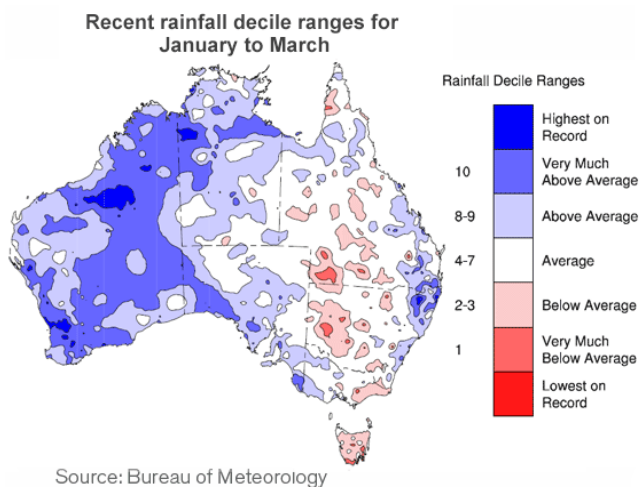 Recent rainfall decile ranges for
January to March
Rainfall Decile Ranges
Highest on
Record
10
Very Much
Above Average
8-9
Above Average
4-7
Average
2-3
Below Average
1
Very Much
Below Average
Lowest on
Record
Source: Bureau of Meteorology